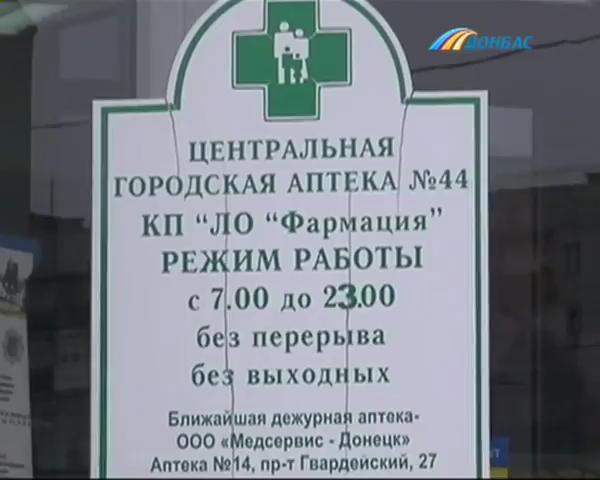 ДОНБАС
ЦЕНТРАЛЬНАЯ
ГОРОДСКАЯ АПТЕКА №44
КП “ЛО “Фармация”
РЕЖИМ РАБОТЫ
с 7.00 до 23.00
без перерыва
без выходных
Ближайшая дежурная аптека-
ООО «Медсервис - Донецк»
Аптека №14, пр-т Гвардейский, 27